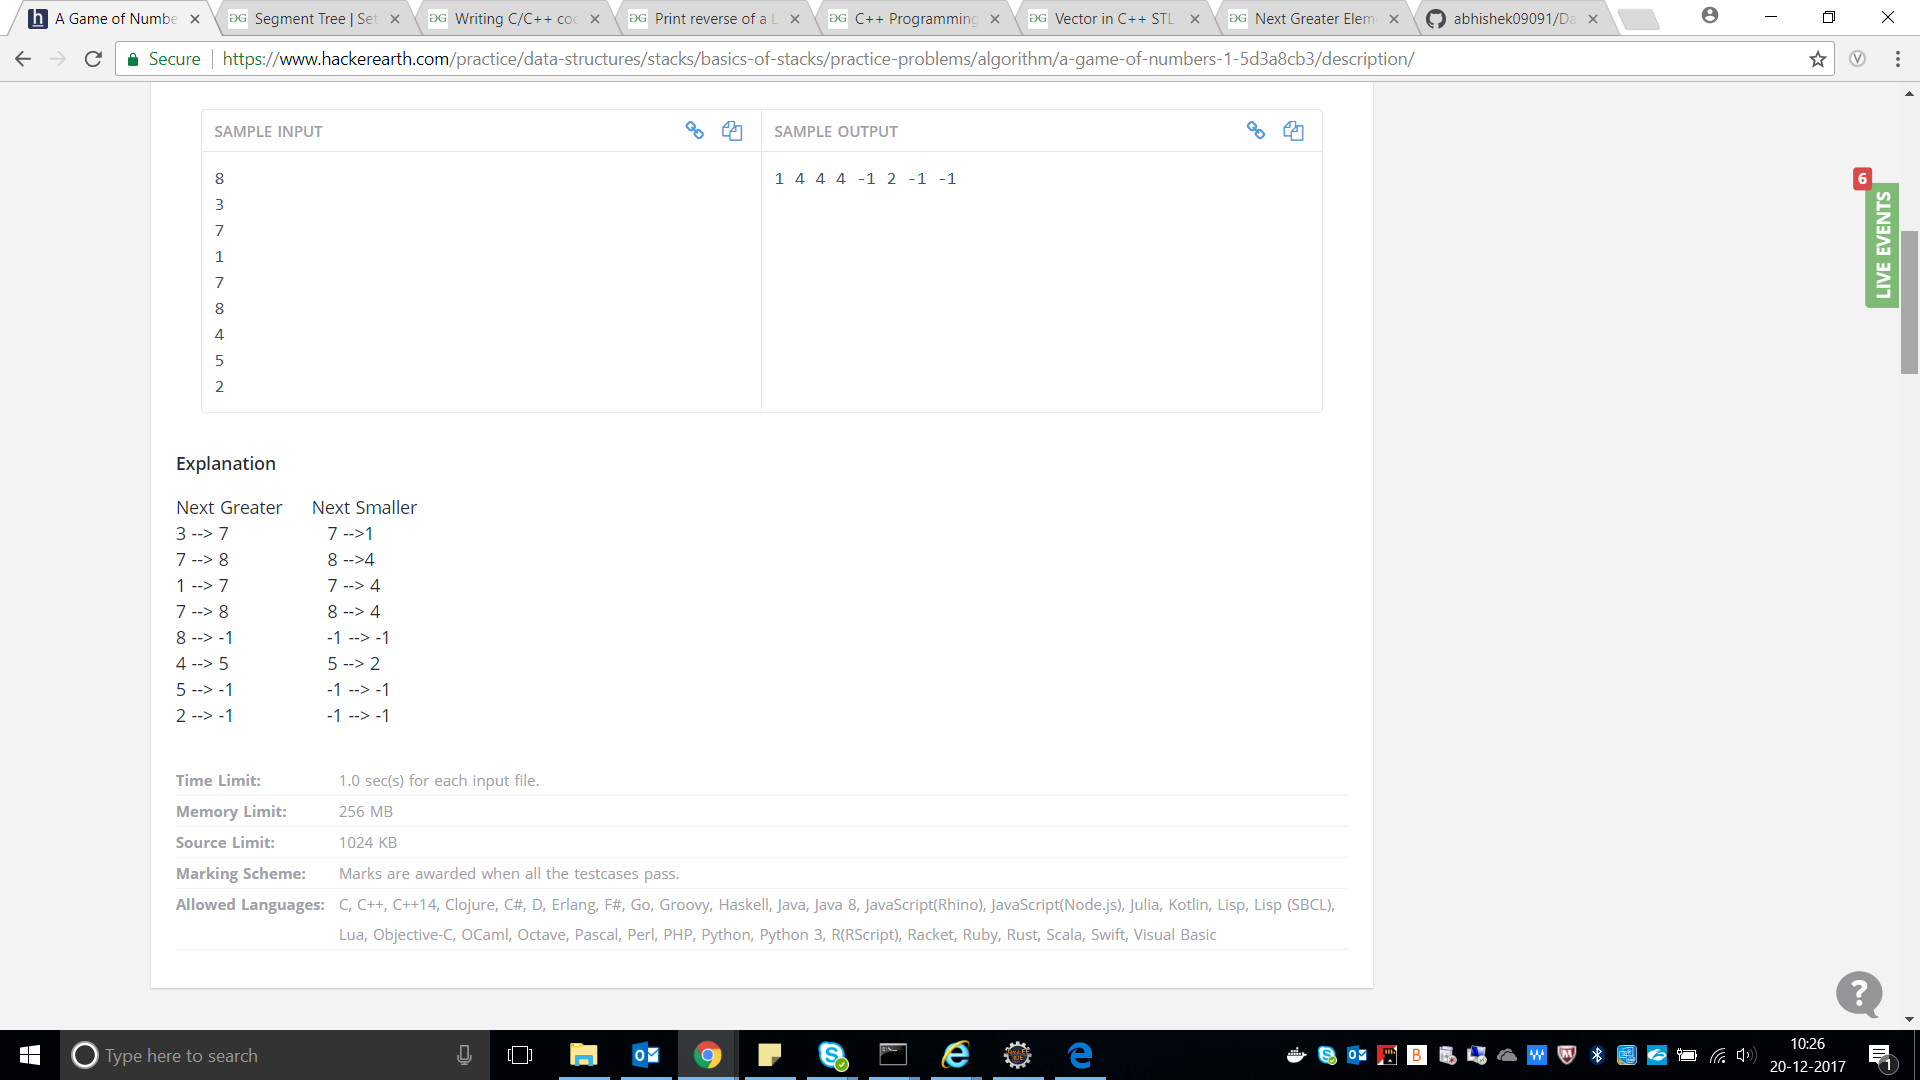 A Game of Numbe
Segment Tree | Set
Writing C/C++ cod
Print reverse of a L
C++ Programming
Vector in C++ STL
Next Greater Elem
abhishek09091/Da
Secure https://www.hackerearth.com/practice/data-structures/stacks/basics-of-stacks/practice-problems/algorithm/a-game-of-numbers-1-5d3a8cb3/description/
SAMPLE INPUT
8
3
7
1
7
8
4
5
2
SAMPLE OUTPUT
1 4 4 4 -1 2 -1 -1
6
LIVE EVENTS
Explanation
Next Greater Next Smaller
3 --> 7 7 -->1
7 --> 8 8 -->4
1 --> 7 7 --> 4
7 --> 8 8 --> 4
8 --> -1 -1 --> -1
4 --> 5 5 --> 2
5 --> -1 -1 --> -1
2 --> -1 -1 --> -1
Time Limit: 1.0 sec(s) for each input file.
Memory Limit: 256 MB
Source Limit: 1024 KB
Marking Scheme: Marks are awarded when all the testcases pass.
Allowed Languages: C, C++, C++14, Clojure, C#, D, Erlang, F#, Go, Groovy, Haskell, Java, Java 8, JavaScript(Rhino), JavaScript(Node.js), Julia, Kotlin, Lisp, Lisp (SBCL),
Lua, Objective-C, OCaml, Octave, Pascal, Perl, PHP, Python, Python 3, R(RScript), Racket, Ruby, Rust, Scala, Swift, Visual Basic
?
Type here to search
10:26
20-12-2017
1